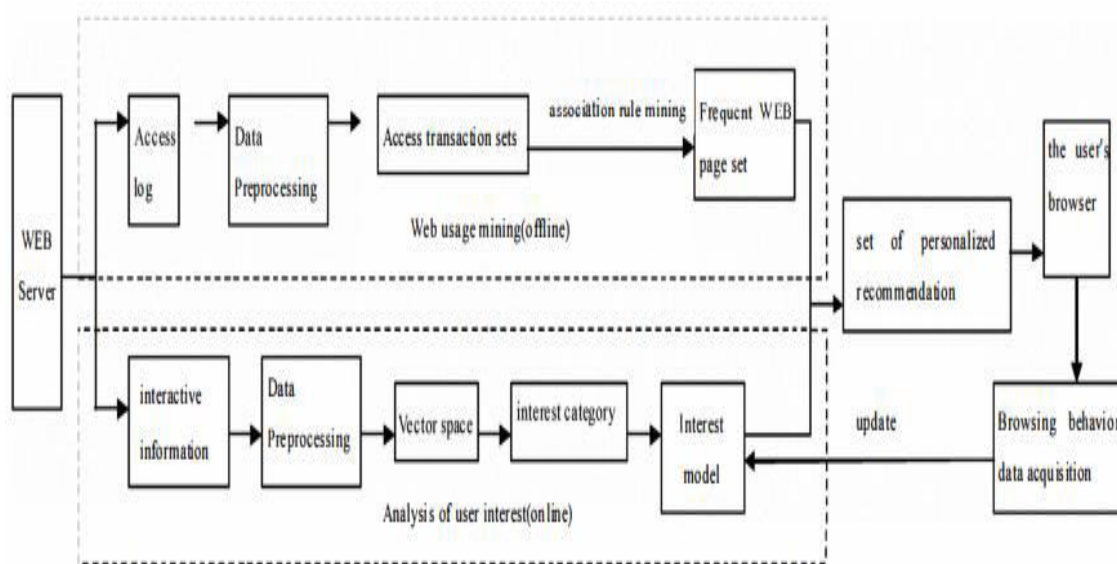 WEB
Server
Access
log
Data
Preprocessing
Access transaction sets
association rule mining
Frequent WEB
page set
Web usage mining(offline)
interactive
information
Data
Preprocessing
Vector space
interest category
Interest
model
Analysis of user interest(online)
set of personalized
recommendation
the user's
browser
update
Browsing behavior
data acquisition